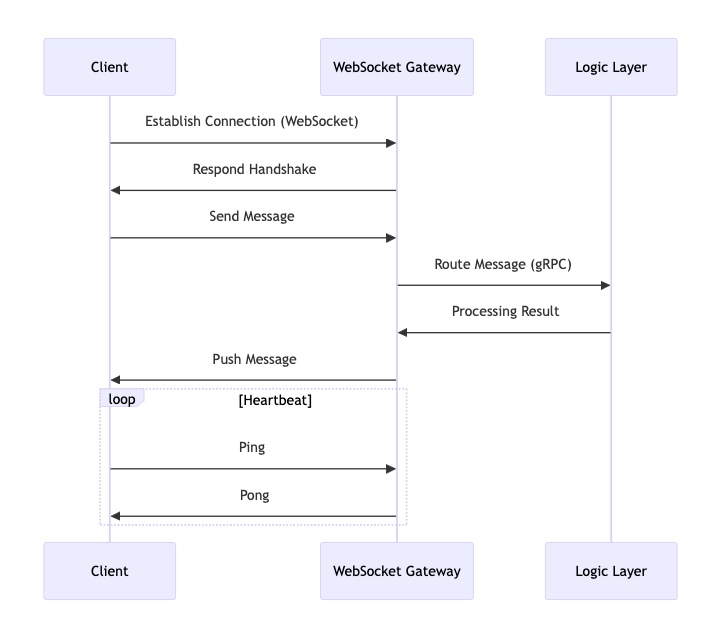 Client
WebSocket Gateway
Logic Layer
Establish Connection (WebSocket)
Respond Handshake
Send Message
Route Message (gRPC)
Processing Result
Push Message
loop
[Heartbeat]
Ping
Pong
Client
WebSocket Gateway
Logic Layer